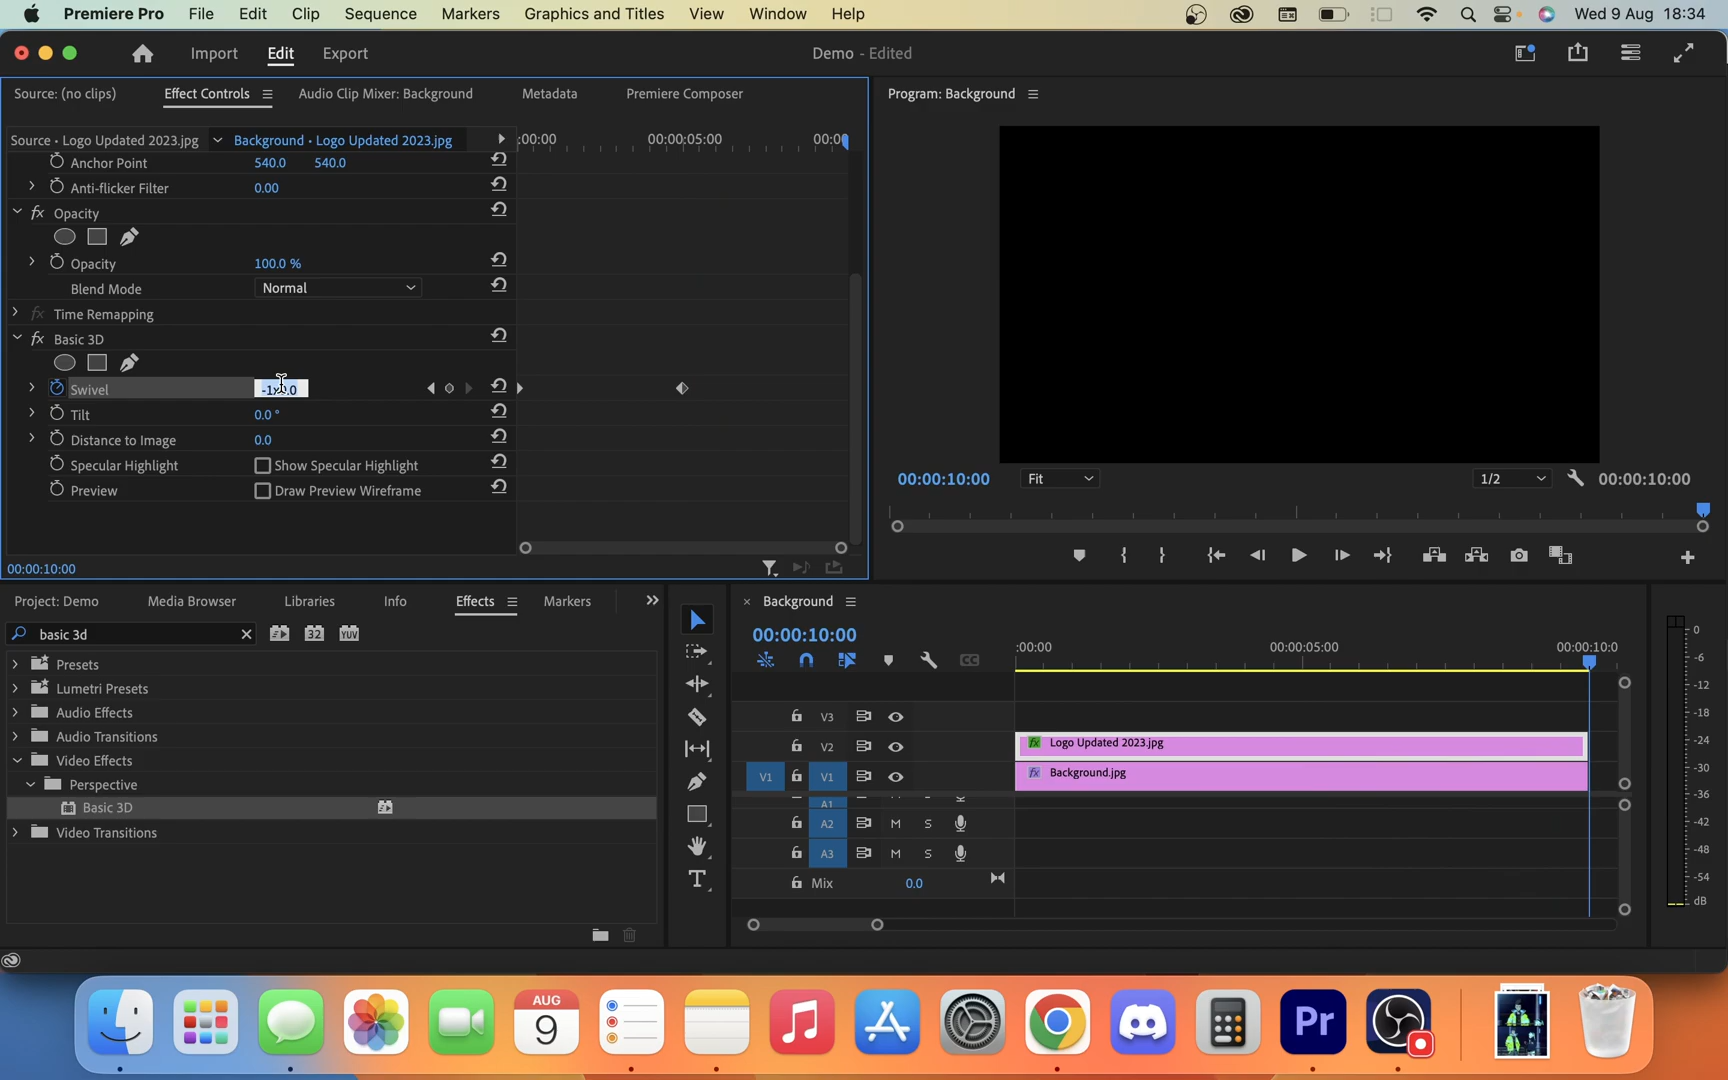 Premiere Pro File Edit Clip Sequence Markers Graphics and Titles View Window Help Wed 9 Aug 18:34
Import Edit Export Demo - Edited
Source: (no clips) Effect Controls Audio Clip Mixer: Background Metadata Premiere Composer
Program: Background
Source • Logo Updated 2023.jpg Background • Logo Updated 2023.jpg
:00:00 00:00:05:00
Anchor Point 540.0 540.0
Anti-flicker Filter 0.00
fx Opacity
Opacity 100.0 %
Blend Mode Normal
fx Time Remapping
fx Basic 3D
Swivel
Tilt 0.0 °
Distance to Image 0.0
Specular Highlight Show Specular Highlight
Preview Draw Preview Wireframe
00:00:10:00
00:00:10:00 Fit 1/2 00:00:10:00
Project: Demo Media Browser Libraries Info Effects Markers
basic 3d 32 YUV
Presets
Lumetri Presets
Audio Effects
Audio Transitions
Video Effects
Perspective
Basic 3D
Video Transitions
T
× Background
00:00:10:00
:00:00 00:00:05:00 00:00:10:0
CC
V3
V2 fx Logo Updated 2023.jpg
V1 V1 fx Background.jpg
A1
A2 M S
A3 M S
Mix 0.0
0
-6
-12
-18
-24
-30
-36
-42
-48
-54
dB
AUG
9
Pr